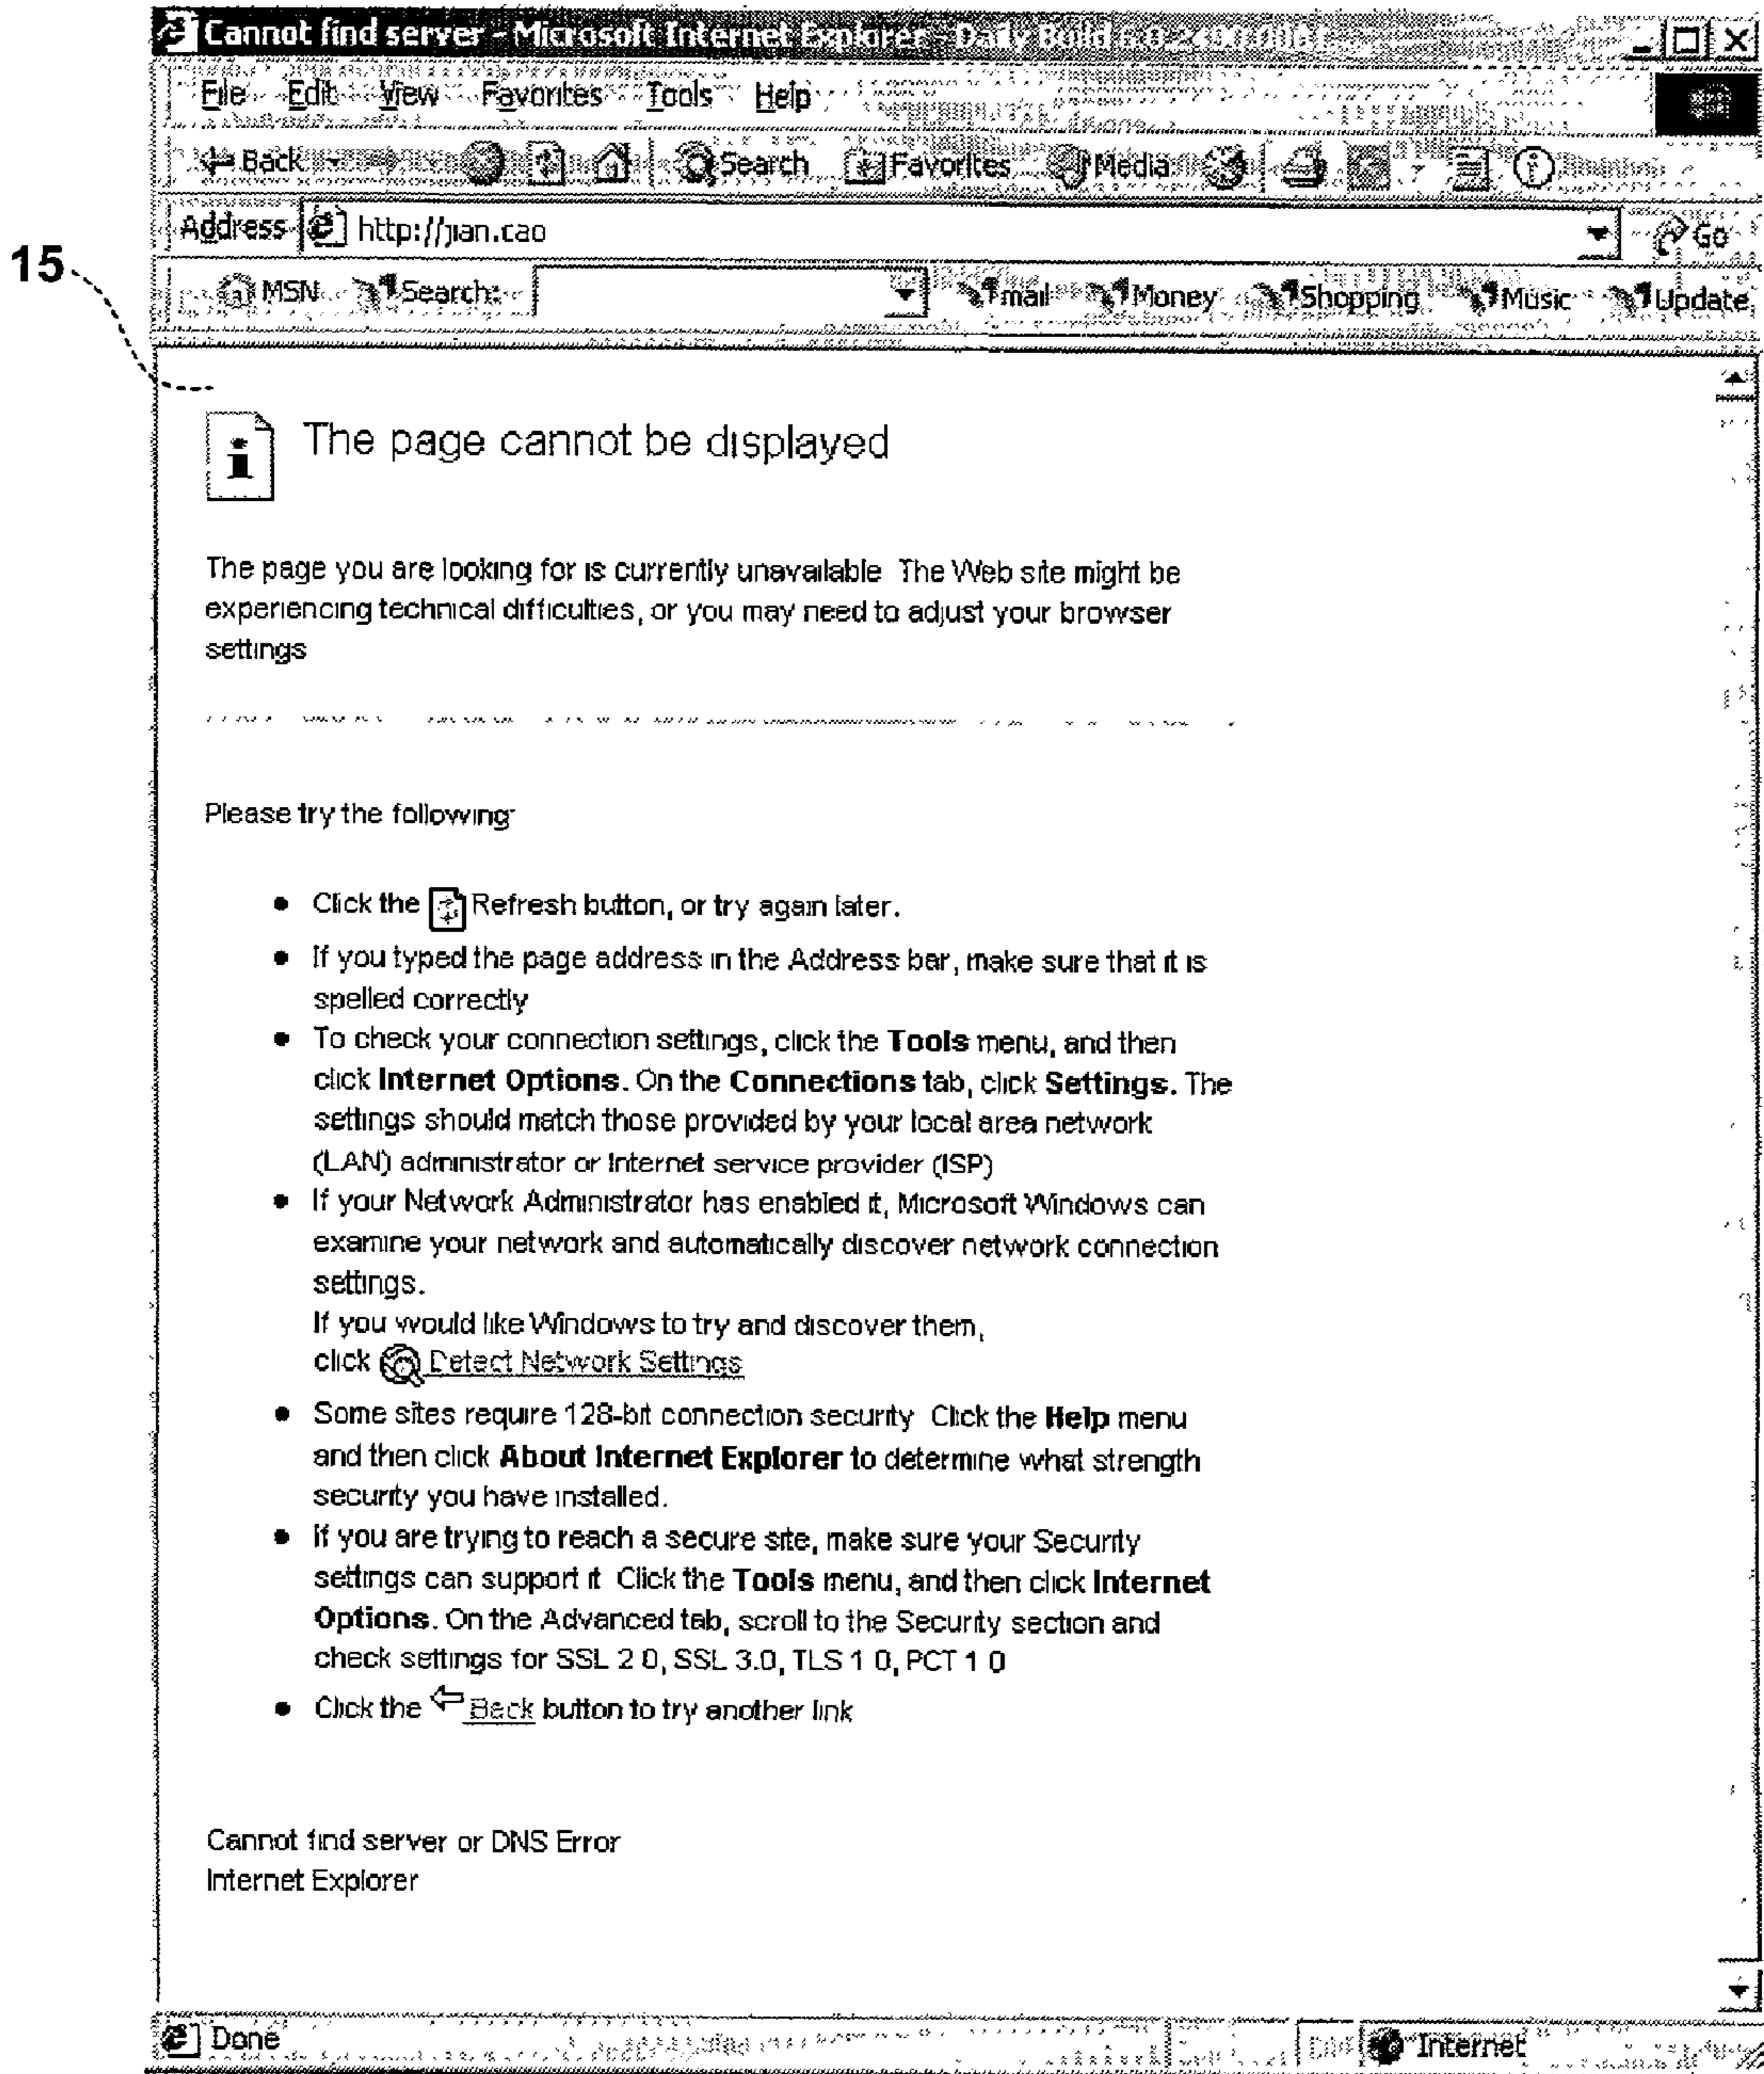 Cannot find server - Microsoft Internet Explorer - Daily Build 6.0.2400.0061
File Edit View Favorites Tools Help
Back Search Favorites Media
Address http://jian.cao Go
15
MSN Search: mail Money Shopping Music Update
The page cannot be displayed
The page you are looking for is currently unavailable The Web site might be
experiencing technical difficulties, or you may need to adjust your browser
settings
Please try the following:
• Click the Refresh button, or try again later.
• If you typed the page address in the Address bar, make sure that it is
spelled correctly
• To check your connection settings, click the Tools menu, and then
click Internet Options. On the Connections tab, click Settings. The
settings should match those provided by your local area network
(LAN) administrator or Internet service provider (ISP)
• If your Network Administrator has enabled it, Microsoft Windows can
examine your network and automatically discover network connection
settings.
If you would like Windows to try and discover them,
click Detect Network Settings
• Some sites require 128-bit connection security Click the Help menu
and then click About Internet Explorer to determine what strength
security you have installed.
• If you are trying to reach a secure site, make sure your Security
settings can support it Click the Tools menu, and then click Internet
Options. On the Advanced tab, scroll to the Security section and
check settings for SSL 2 0, SSL 3.0, TLS 1 0, PCT 1 0
• Click the Back button to try another link
Cannot find server or DNS Error
Internet Explorer
Done Internet